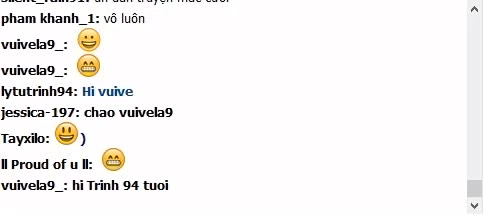 pham khanh_1: vô luôn
vuivela9_: 😀
vuivela9_: 😁
lytutrinh94: Hi vuive
jessica-197: chao vuivela9
Tayxilo: 😃 )
ll Proud of u ll: 😁
vuivela9_: hi Trinh 94 tuoi